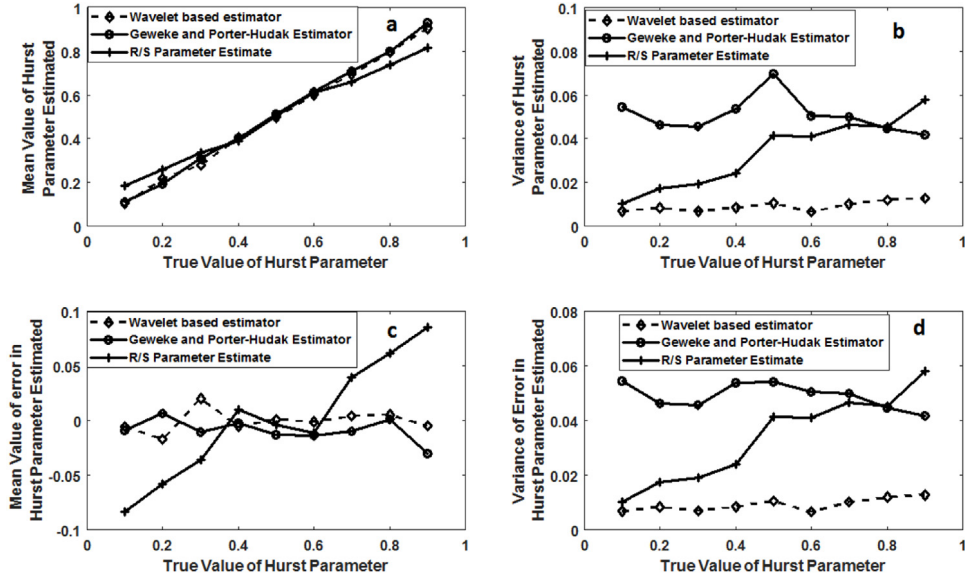 Wavelet based estimator
Geweke and Porter-Hudak Estimator
R/S Parameter Estimate
a
Mean Value of Hurst
Parameter Estimated
1.0
0.8
0.6
0.4
0.2
0
0 0.2 0.4 0.6 0.8 1
True Value of Hurst Parameter
Wavelet based estimator
Geweke and Porter-Hudak Estimator
R/S Parameter Estimate
b
Variance of Hurst
Parameter Estimated
0.1
0.08
0.06
0.04
0.02
0
0 0.2 0.4 0.6 0.8 1
True Value of Hurst Parameter
Wavelet based estimator
Geweke and Porter-Hudak Estimator
R/S Parameter Estimate
c
Mean Value of error in
Hurst Parameter Estimated
0.1
0.05
0
-0.05
-0.1
0 0.2 0.4 0.6 0.8 1
True Value of Hurst Parameter
Wavelet based estimator
Geweke and Porter-Hudak Estimator
R/S Parameter Estimate
d
Variance of Error in
Hurst Parameter Estimated
0.08
0.06
0.04
0.02
0
0 0.2 0.4 0.6 0.8 1
True Value of Hurst Parameter